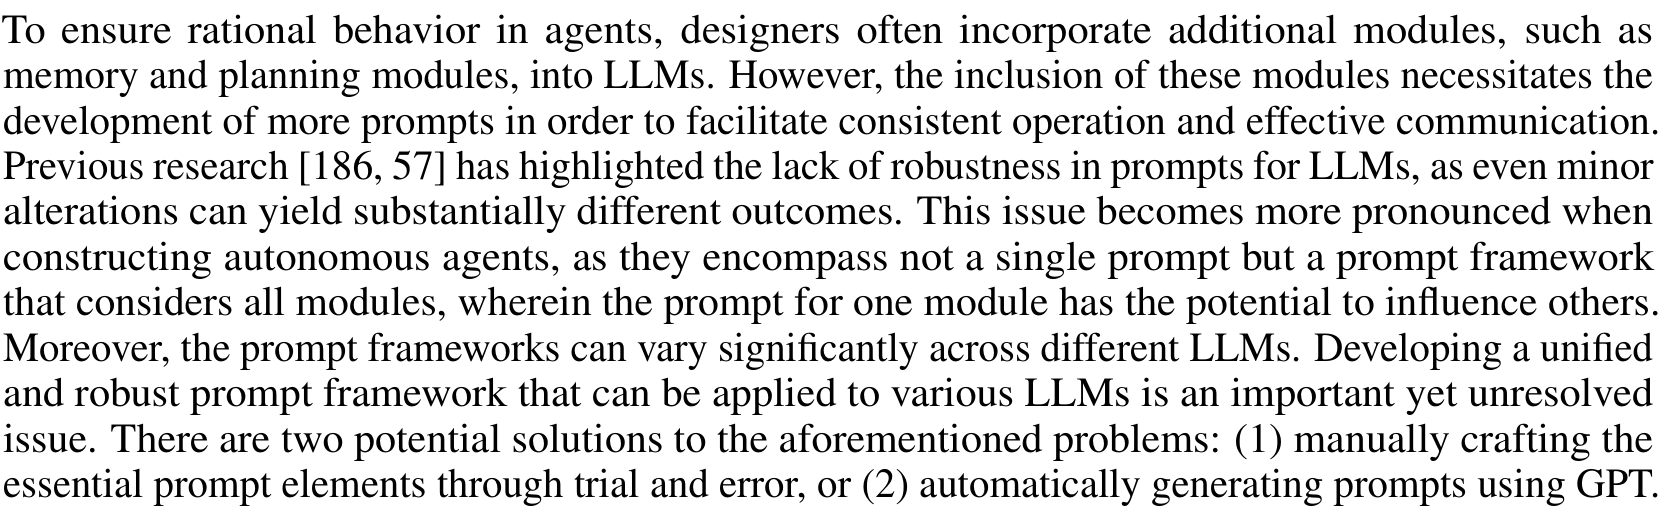 To ensure rational behavior in agents, designers often incorporate additional modules, such as
memory and planning modules, into LLMs. However, the inclusion of these modules necessitates the
development of more prompts in order to facilitate consistent operation and effective communication.
Previous research [186, 57] has highlighted the lack of robustness in prompts for LLMs, as even minor
alterations can yield substantially different outcomes. This issue becomes more pronounced when
constructing autonomous agents, as they encompass not a single prompt but a prompt framework
that considers all modules, wherein the prompt for one module has the potential to influence others.
Moreover, the prompt frameworks can vary significantly across different LLMs. Developing a unified
and robust prompt framework that can be applied to various LLMs is an important yet unresolved
issue. There are two potential solutions to the aforementioned problems: (1) manually crafting the
essential prompt elements through trial and error, or (2) automatically generating prompts using GPT.